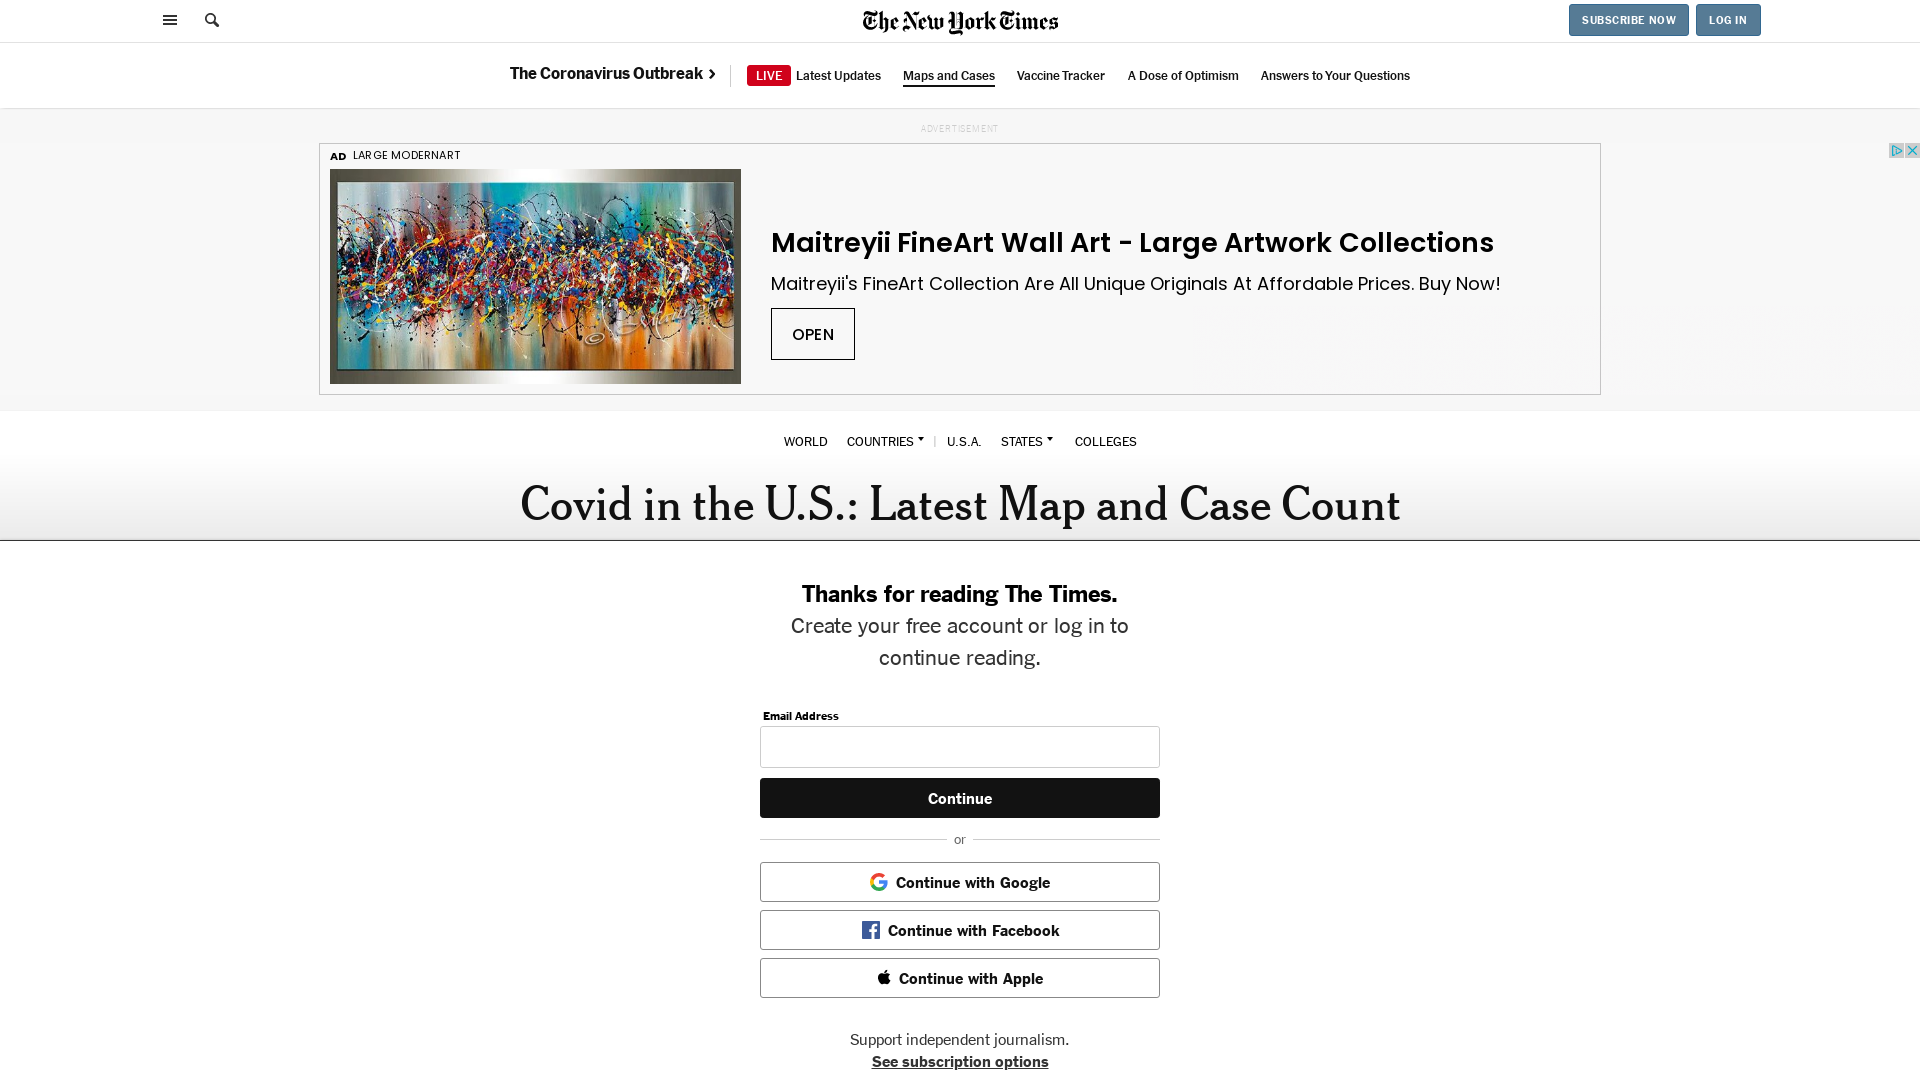 The New York Times
SUBSCRIBE NOW
LOG IN
The Coronavirus Outbreak
LIVE Latest Updates
Maps and Cases
Vaccine Tracker
A Dose of Optimism
Answers to Your Questions
ADVERTISEMENT
AD LARGE MODERNART
Maitreyii FineArt Wall Art - Large Artwork Collections
Maitreyii's FineArt Collection Are All Unique Originals At Affordable Prices. Buy Now!
OPEN
WORLD COUNTRIES U.S.A. STATES COLLEGES
Covid in the U.S.: Latest Map and Case Count
Thanks for reading The Times.
Create your free account or log in to
continue reading.
Email Address
Continue
or
Continue with Google
Continue with Facebook
Continue with Apple
Support independent journalism.
See subscription options